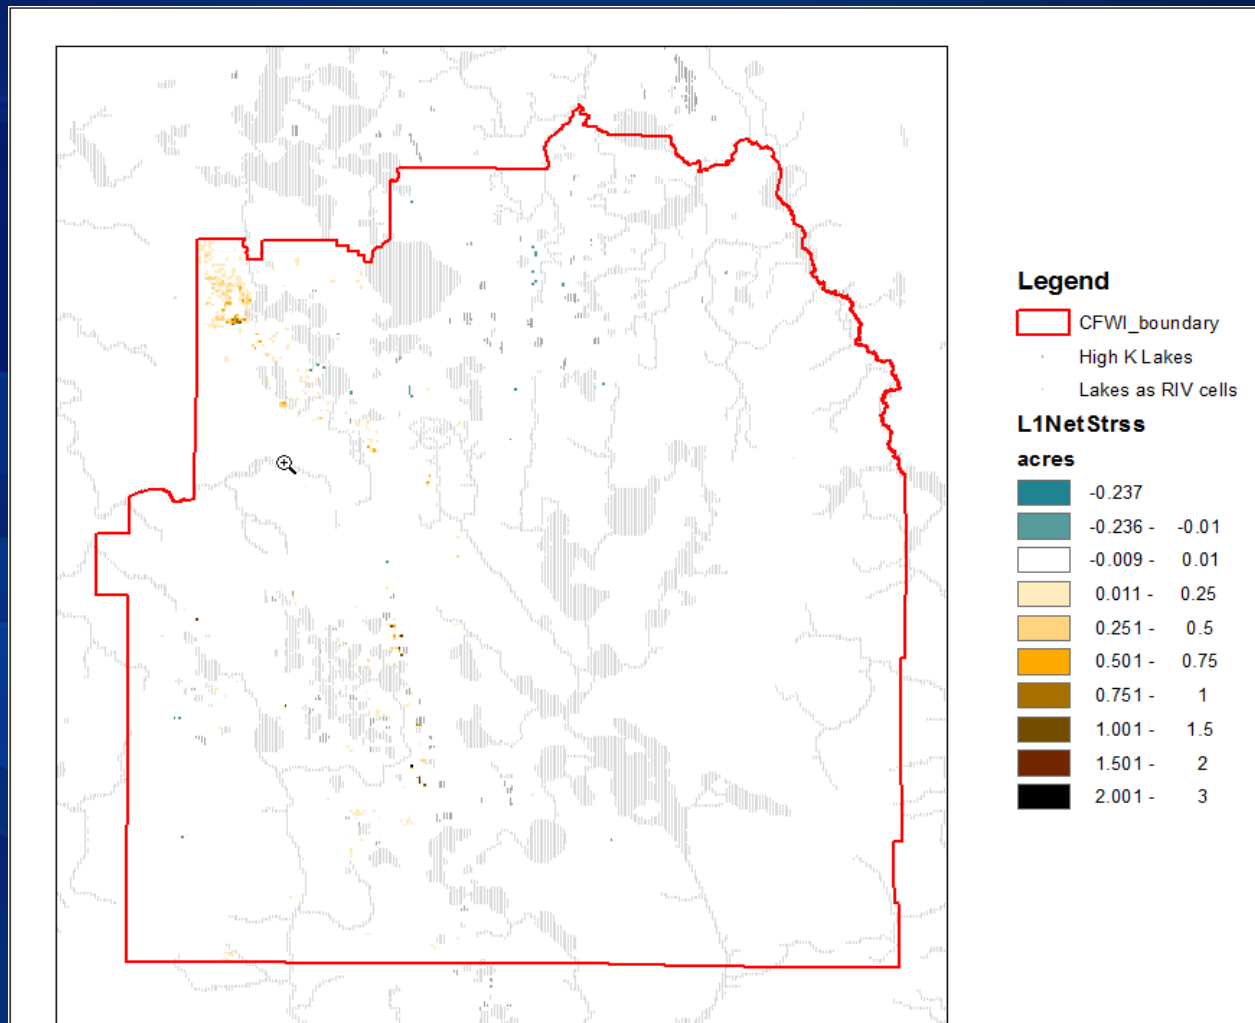 Legend
CFWI_boundary
High K Lakes
Lakes as RIV cells
L1NetStrss
acres
-0.237
-0.236 - -0.01
-0.009 - 0.01
0.011 - 0.25
0.251 - 0.5
0.501 - 0.75
0.751 - 1
1.001 - 1.5
1.501 - 2
2.001 - 3